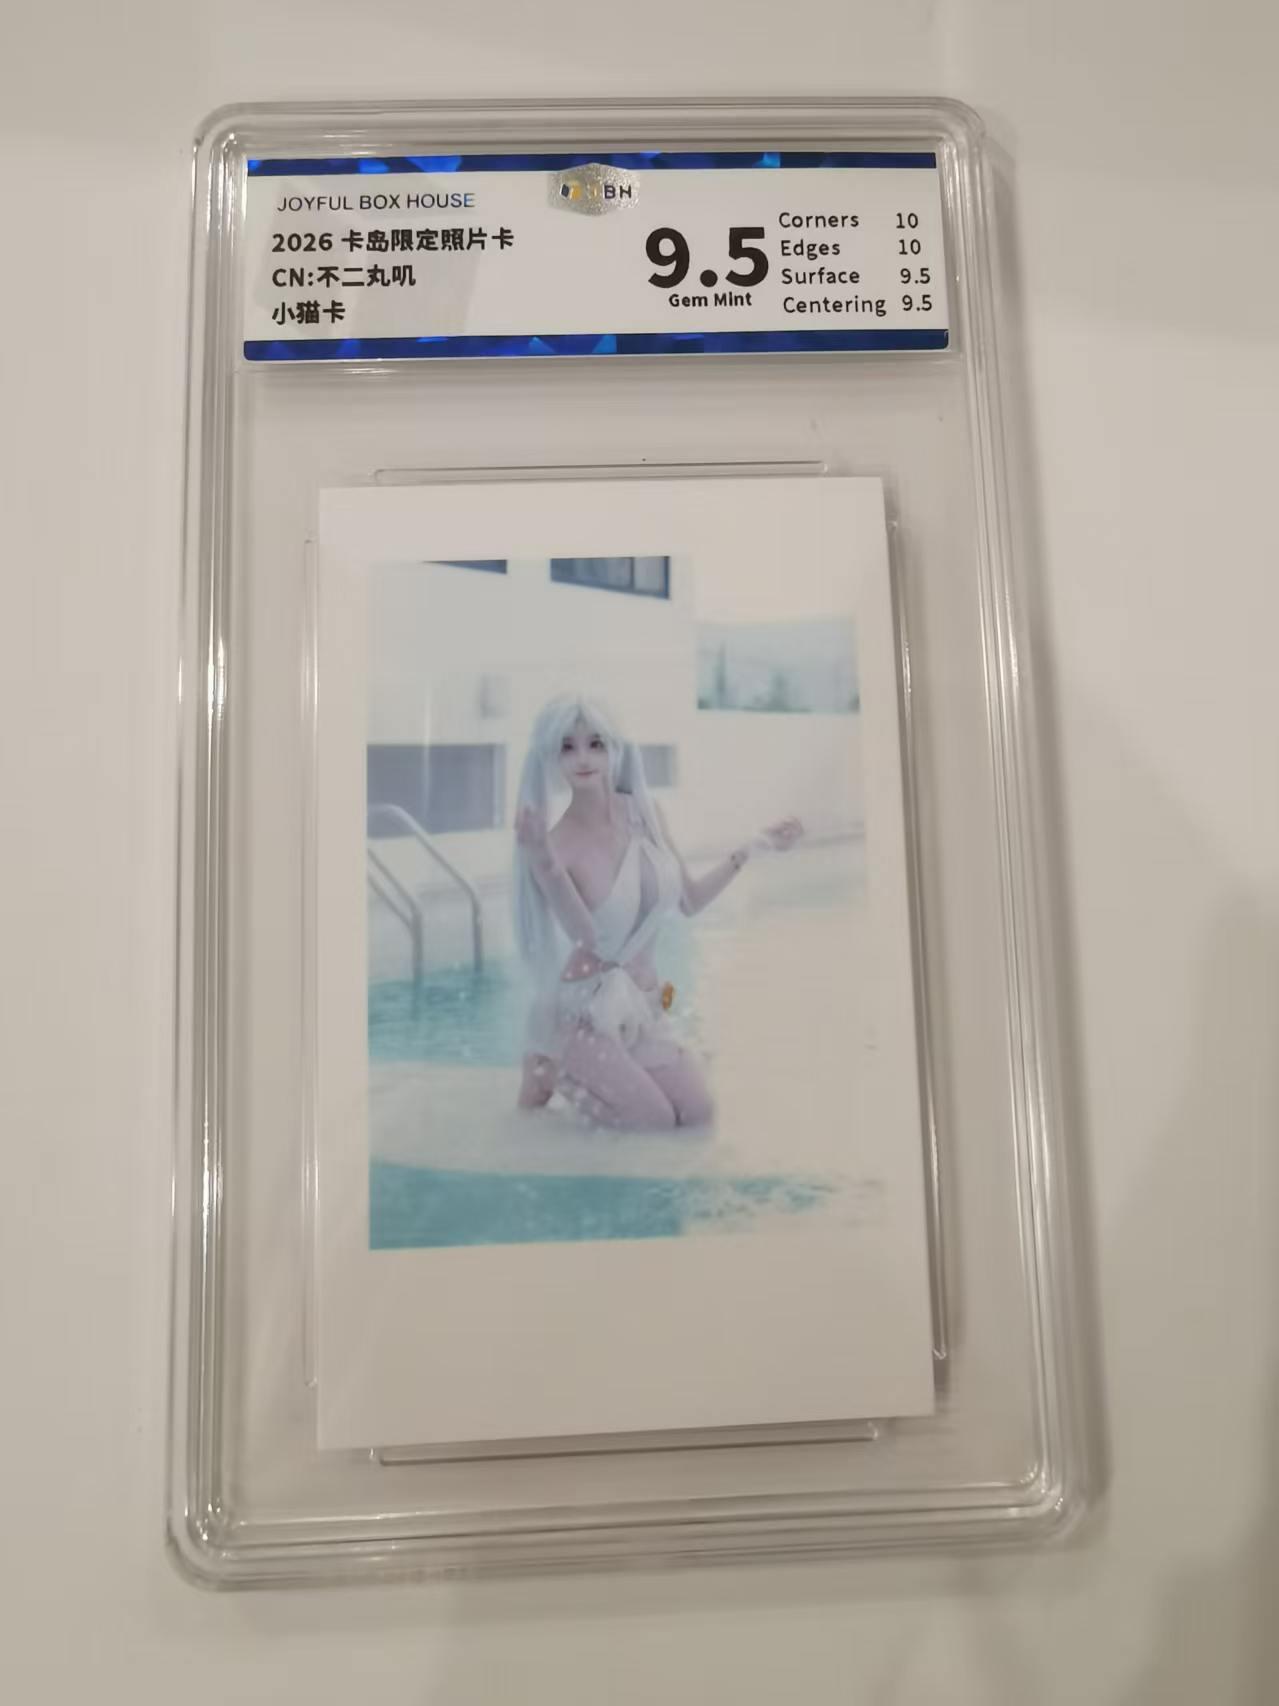 JOYFUL BOX HOUSE
BH
2026 卡岛限定照片卡
CN:不二丸叽
小猫卡
9.5
Gem Mint
Corners 10
Edges 10
Surface 9.5
Centering 9.5